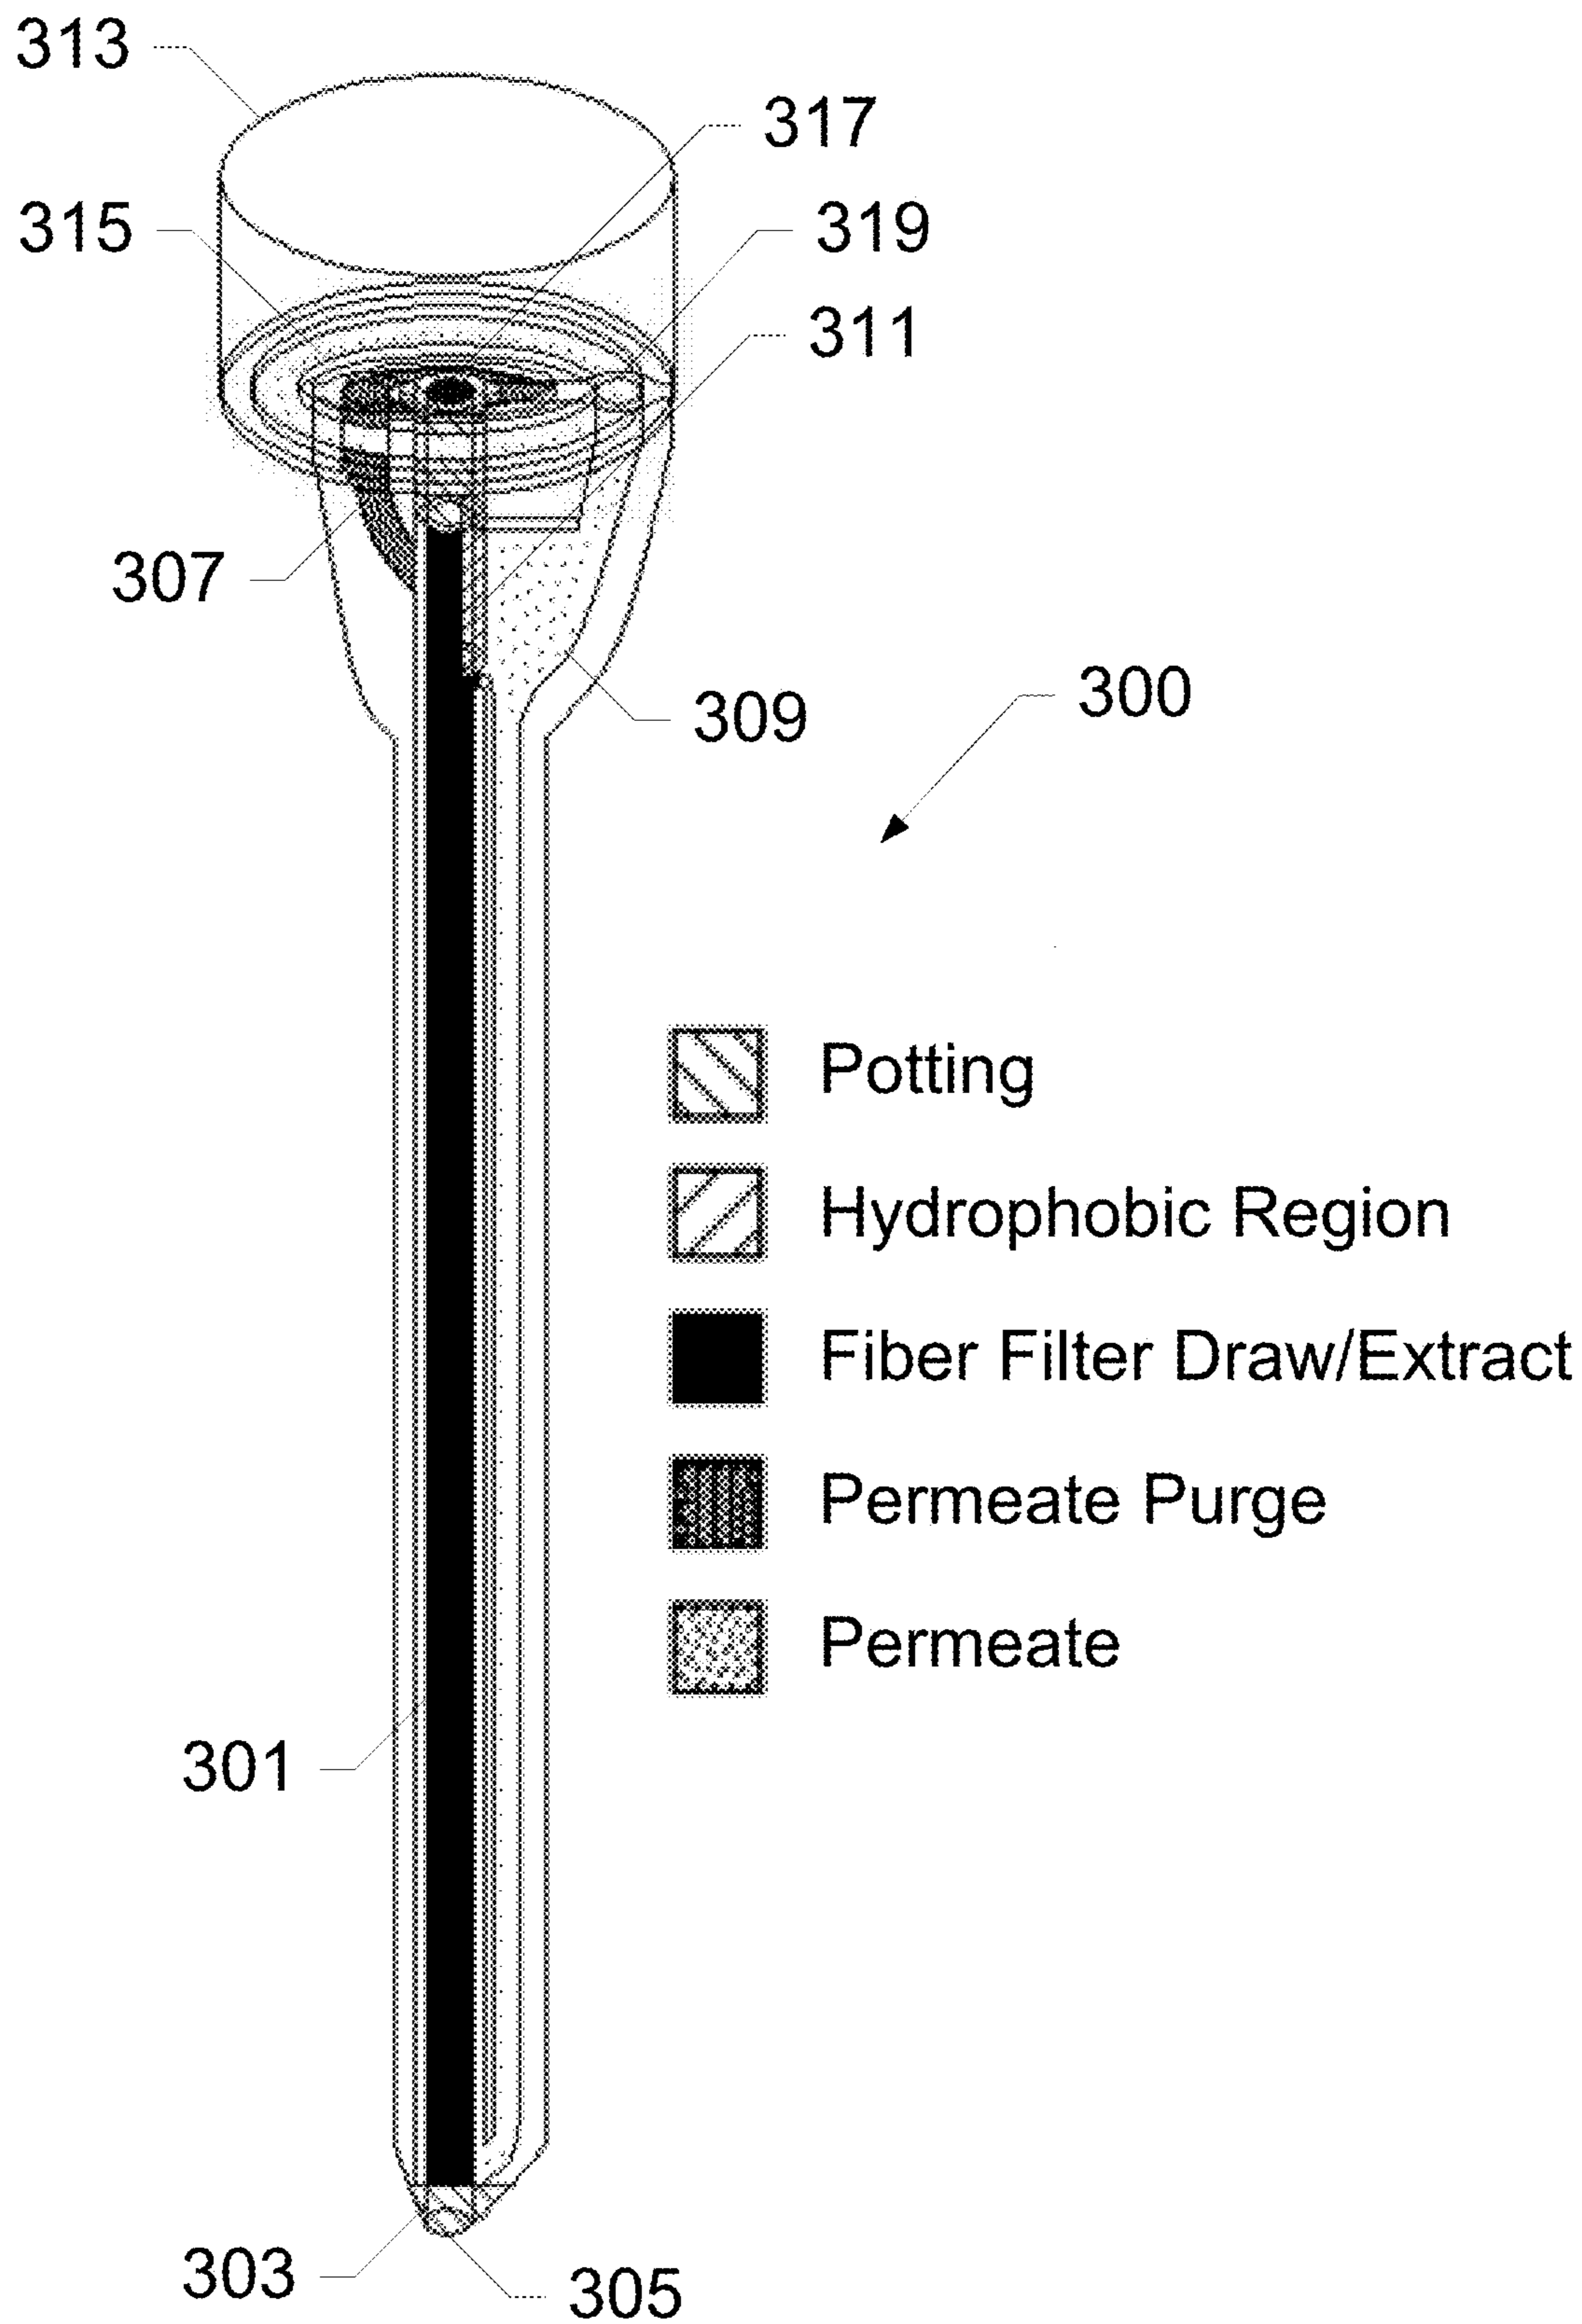 313
317
315
319
311
307
309
300
Potting
Hydrophobic Region
Fiber Filter Draw/Extract
Permeate Purge
Permeate
301
303
305